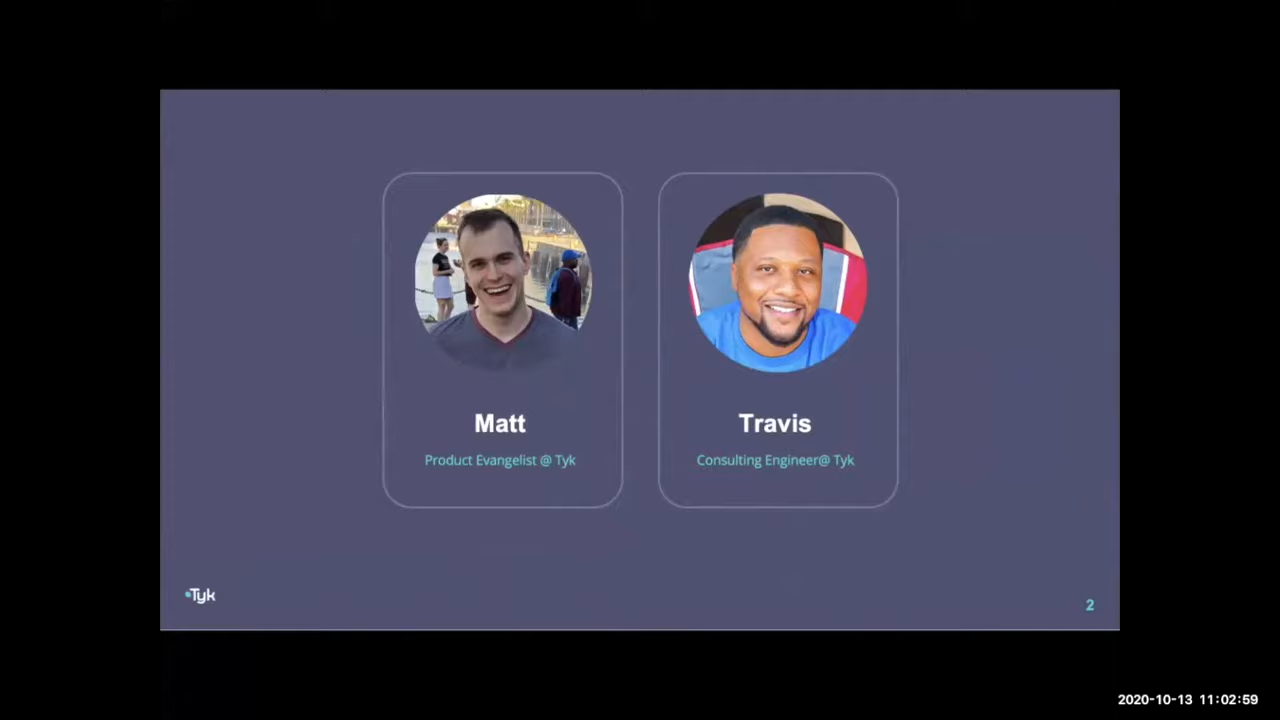 Matt
Travis
Product Evangelist @ Tyk
Consulting Engineer@ Tyk
Tyk
2
2020-10-13 11:02:59